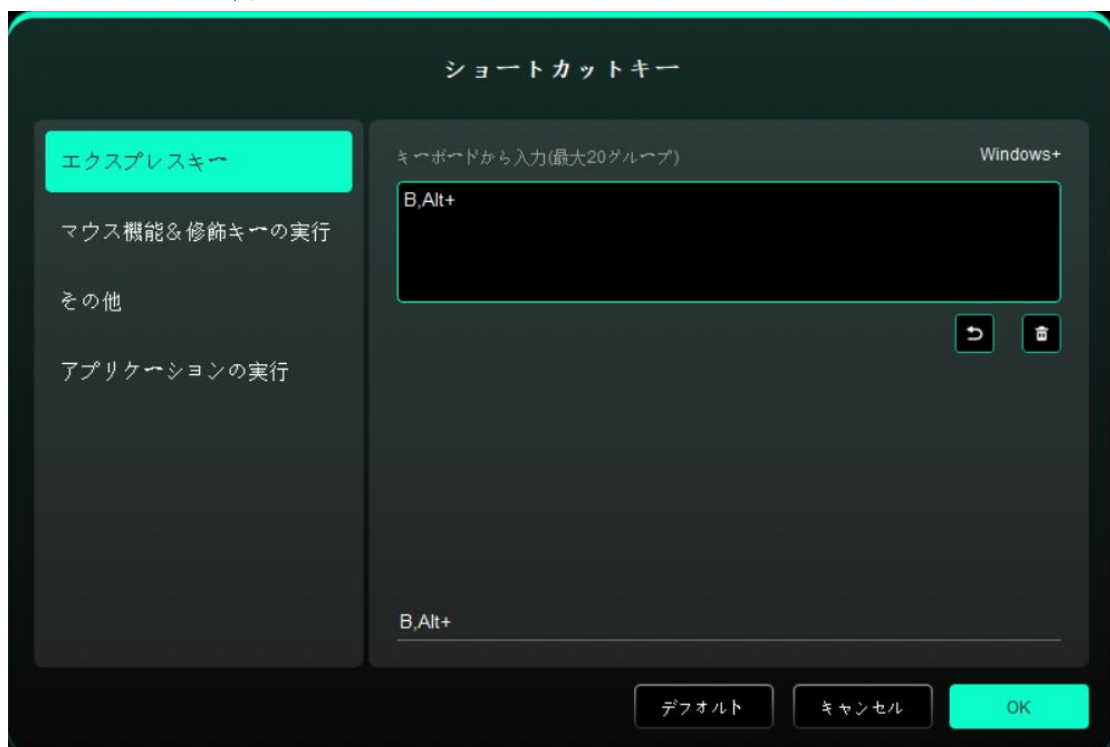 ショートカットキー
エクスプレスキー
マウス機能&修飾キーの実行
その他
アプリケーションの実行
キーボードから入力(最大20グループ)
Windows+
B,Alt+
B,Alt+
デフォルト
キャンセル
OK